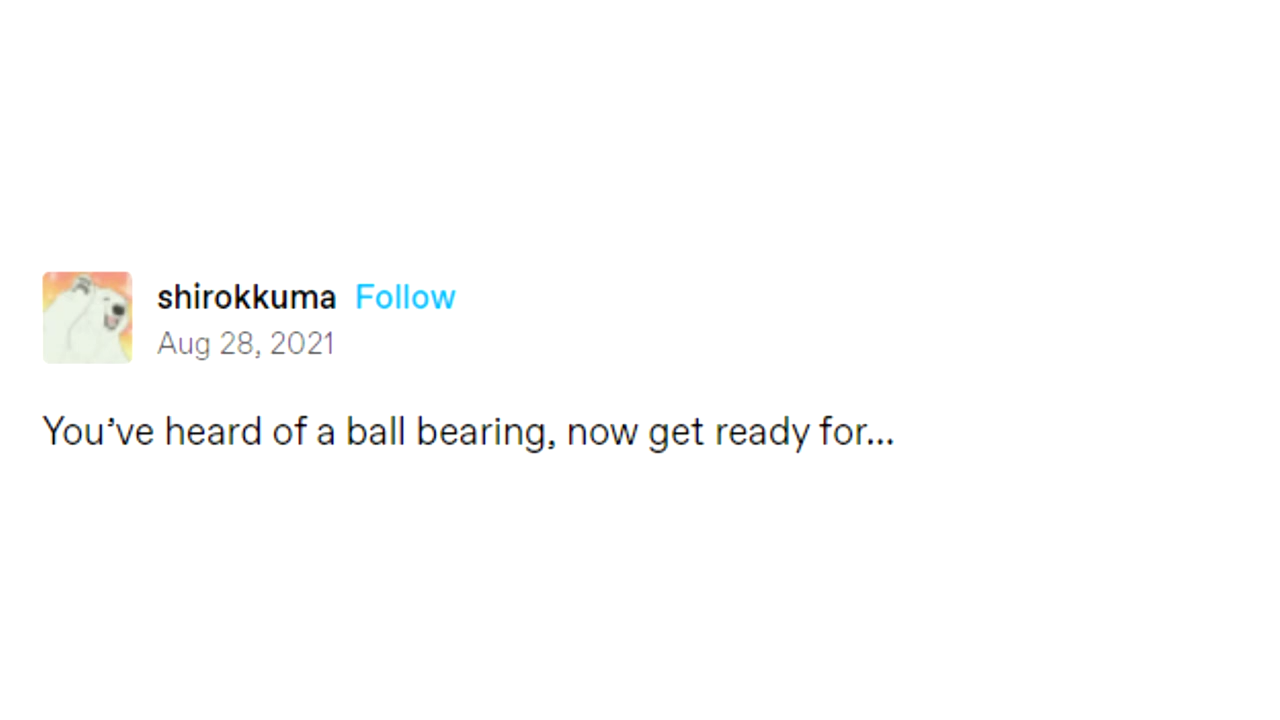 shirokkuma Follow
Aug 28, 2021
You’ve heard of a ball bearing, now get ready for...